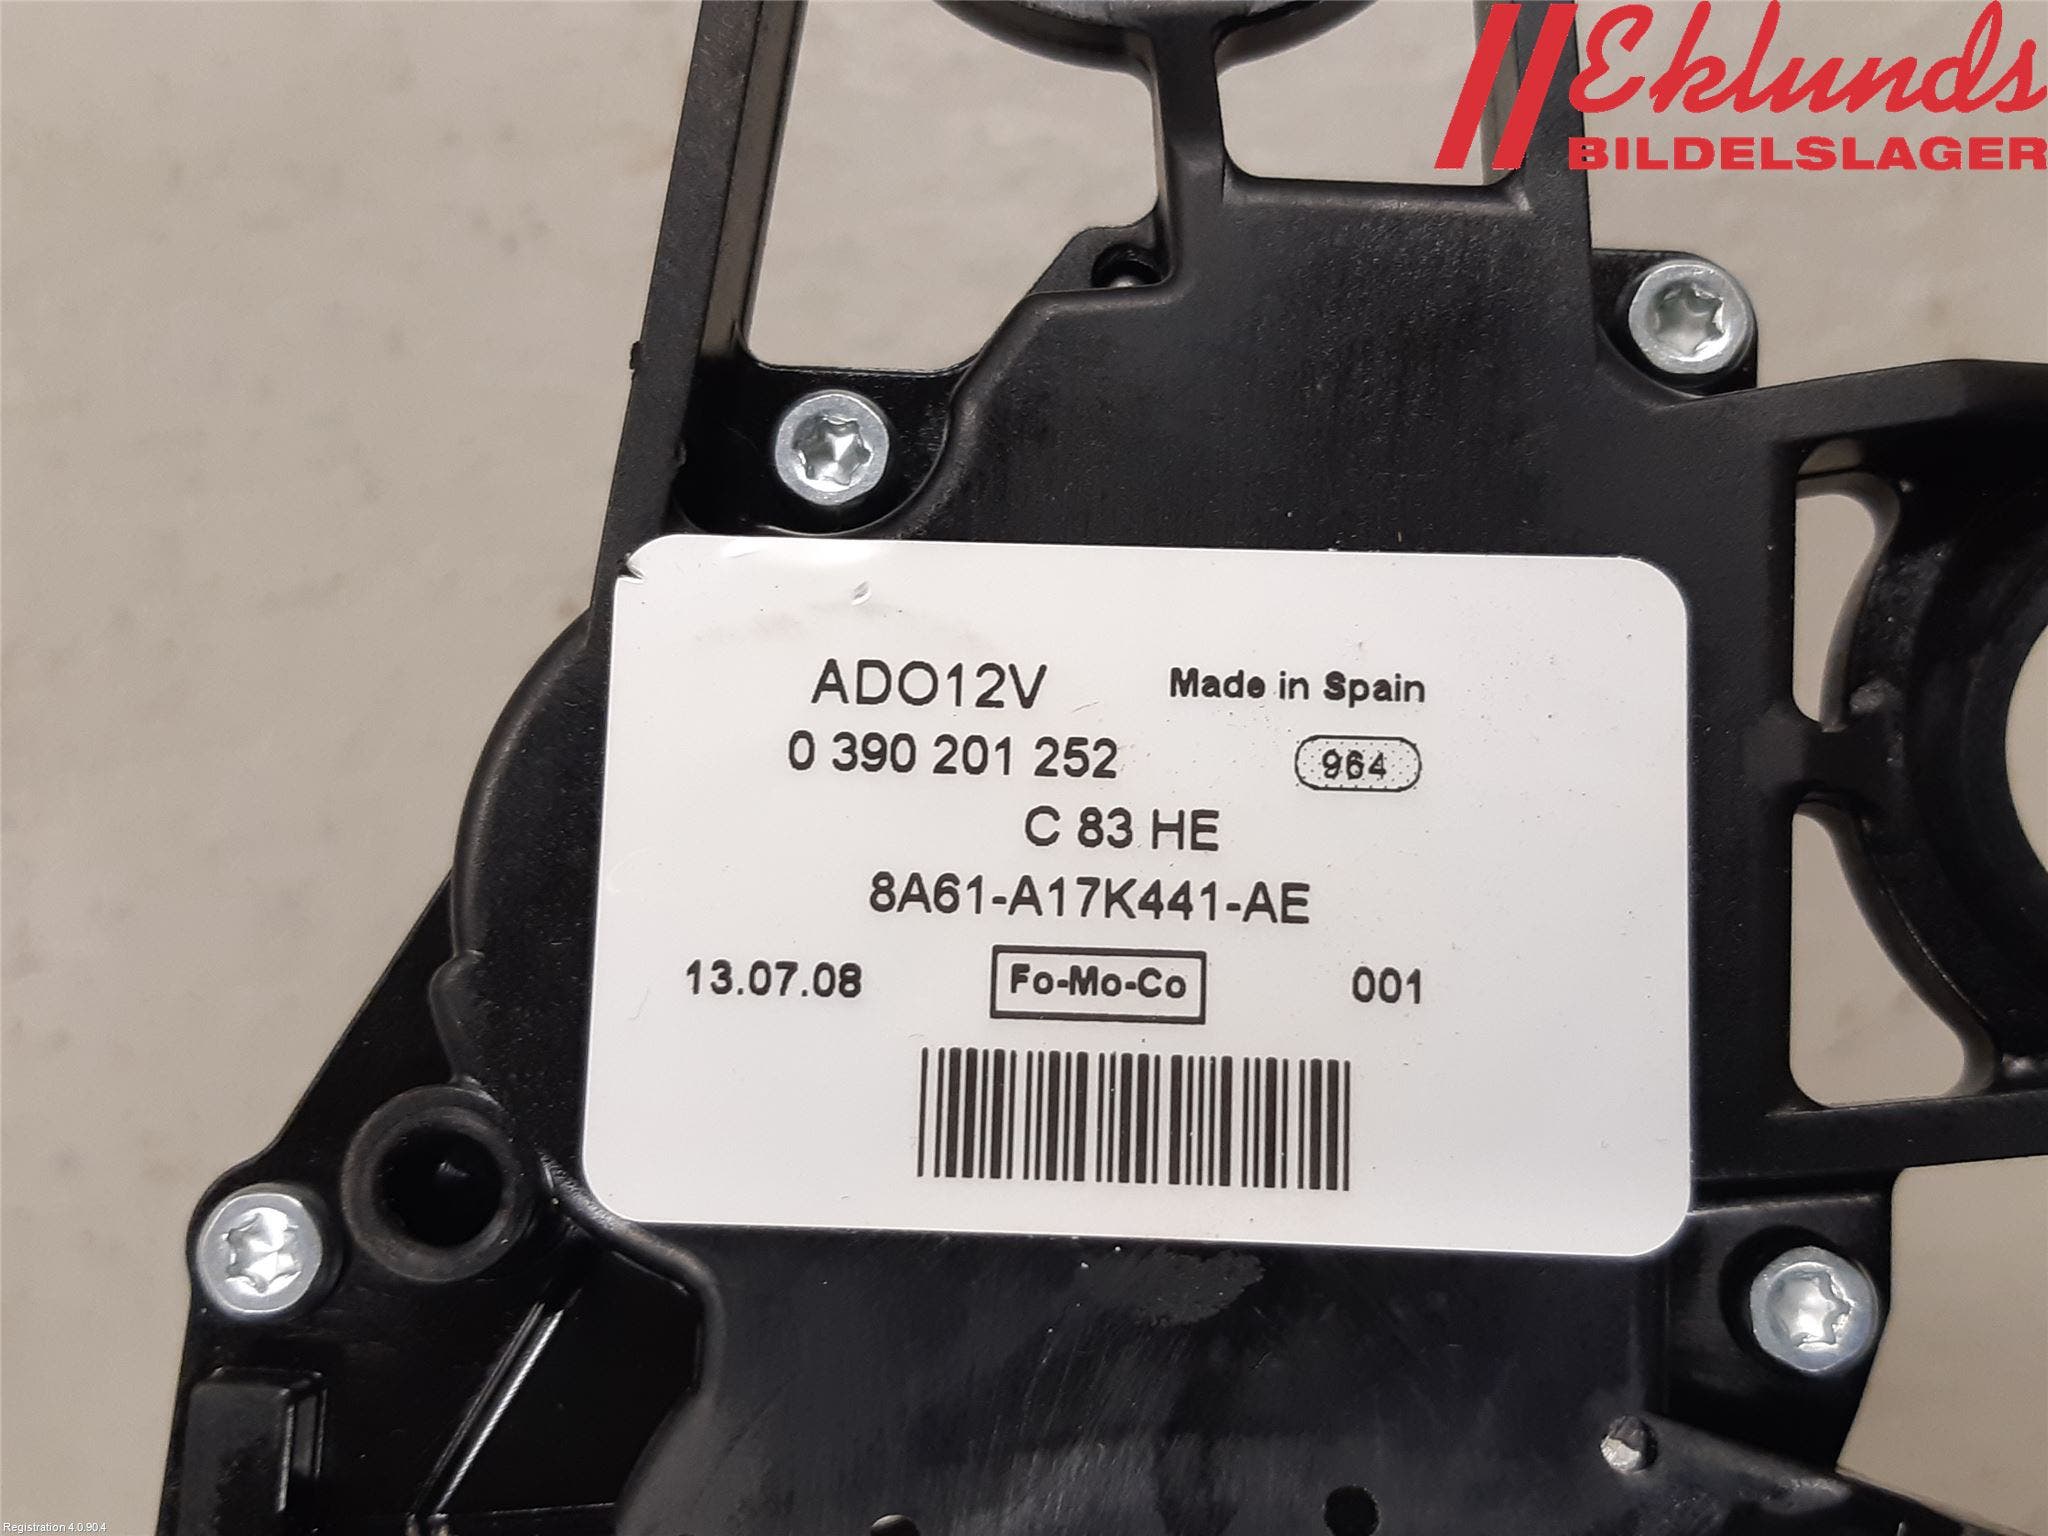 Eklunds
BILDELSLAGER
ADO12V Made in Spain
0 390 201 252 964
C 83 HE
8A61-A17K441-AE
13.07.08 Fo-Mo-Co 001
Registration 4.0.90.4